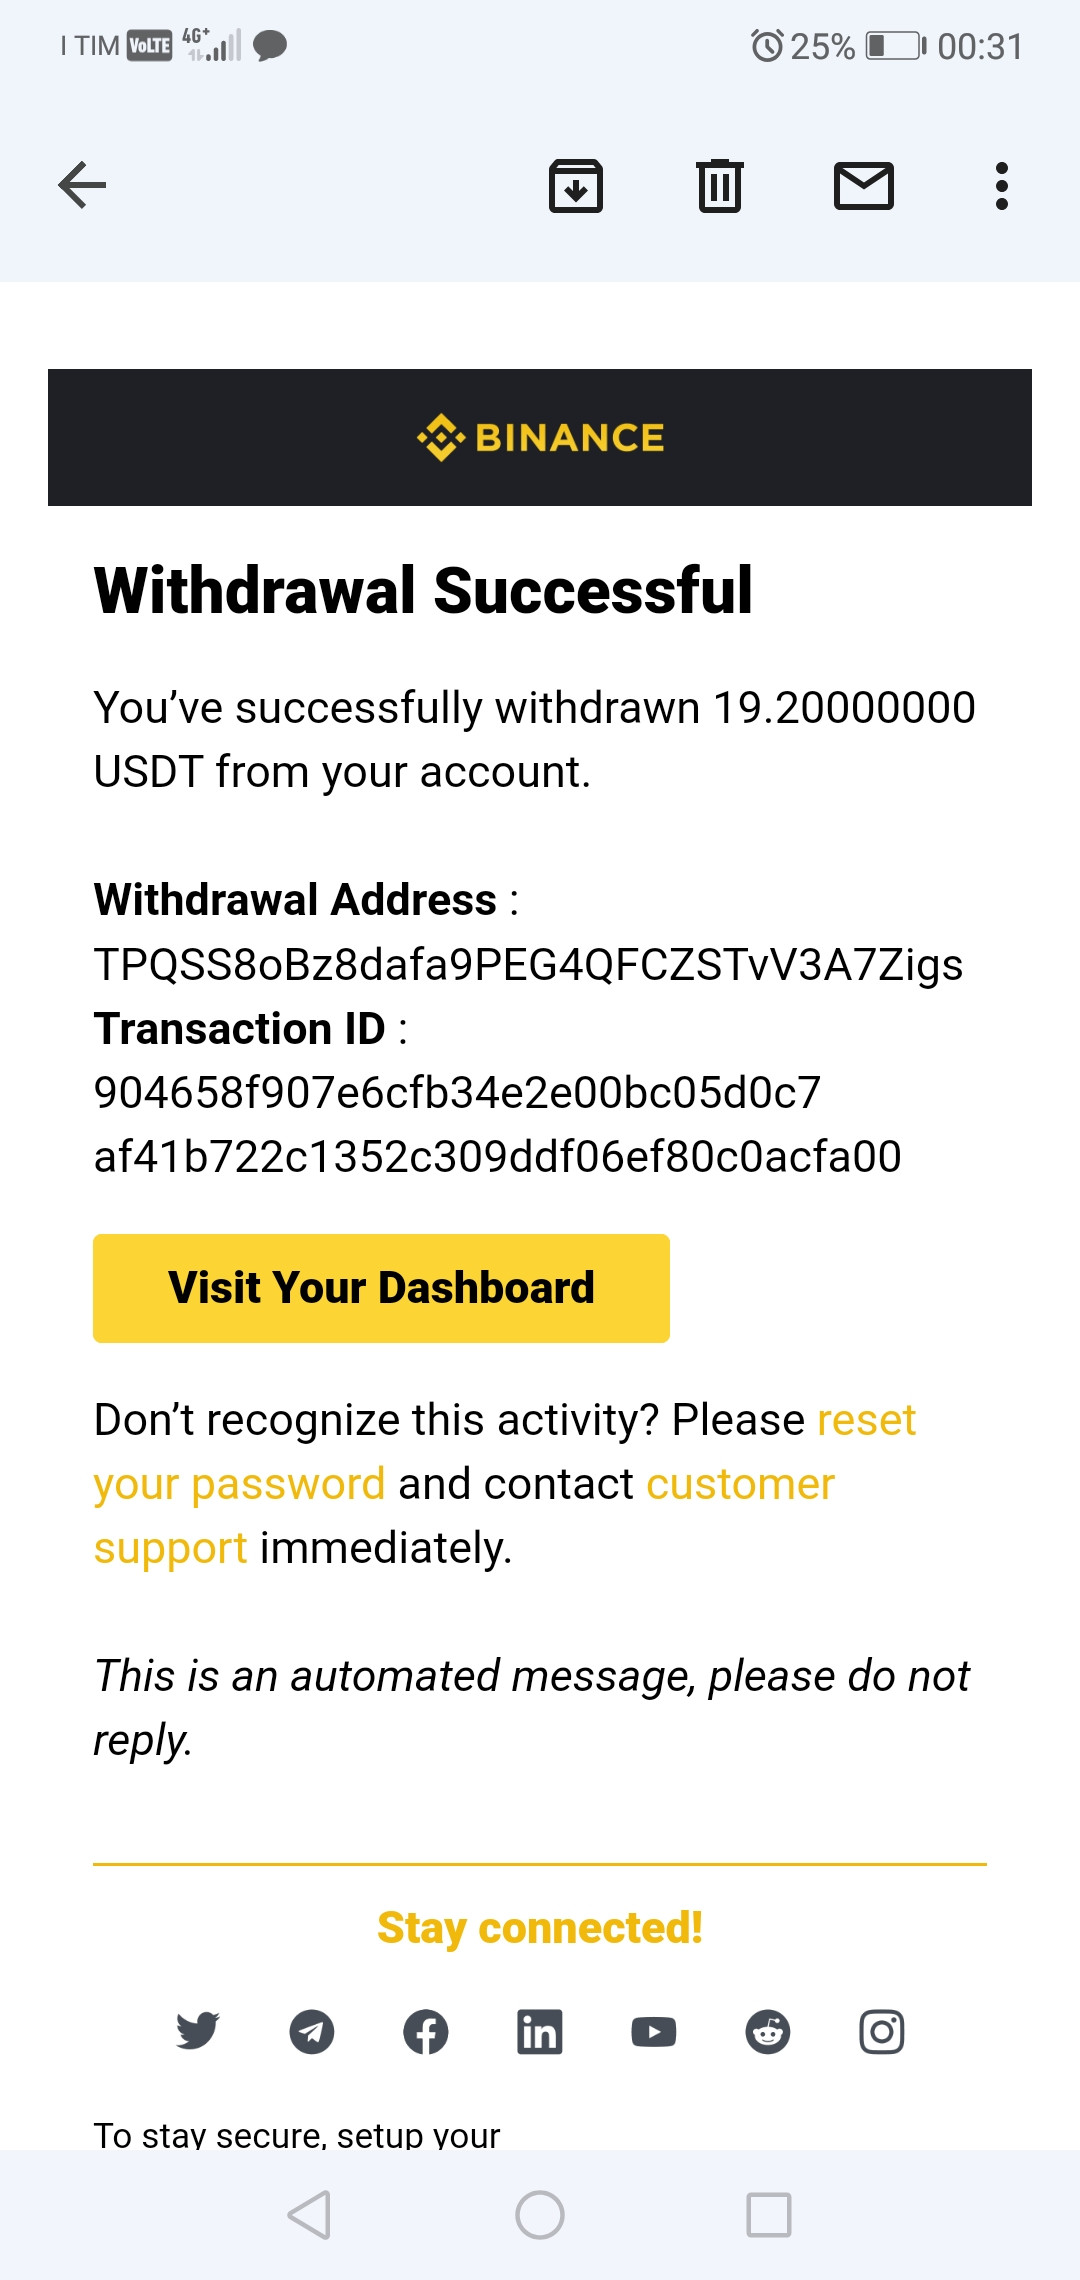 I TIM VoLTE 4G+ 25% 00:31
BINANCE
Withdrawal Successful
You’ve successfully withdrawn 19.20000000
USDT from your account.
Withdrawal Address :
TPQSS8oBz8dafa9PEG4QFCZSTvV3A7Zigs
Transaction ID :
904658f907e6cfb34e2e00bc05d0c7
af41b722c1352c309ddf06ef80c0acfa00
Visit Your Dashboard
Don’t recognize this activity? Please reset
your password and contact customer
support immediately.
This is an automated message, please do not
reply.
Stay connected!
To stay secure, setup your